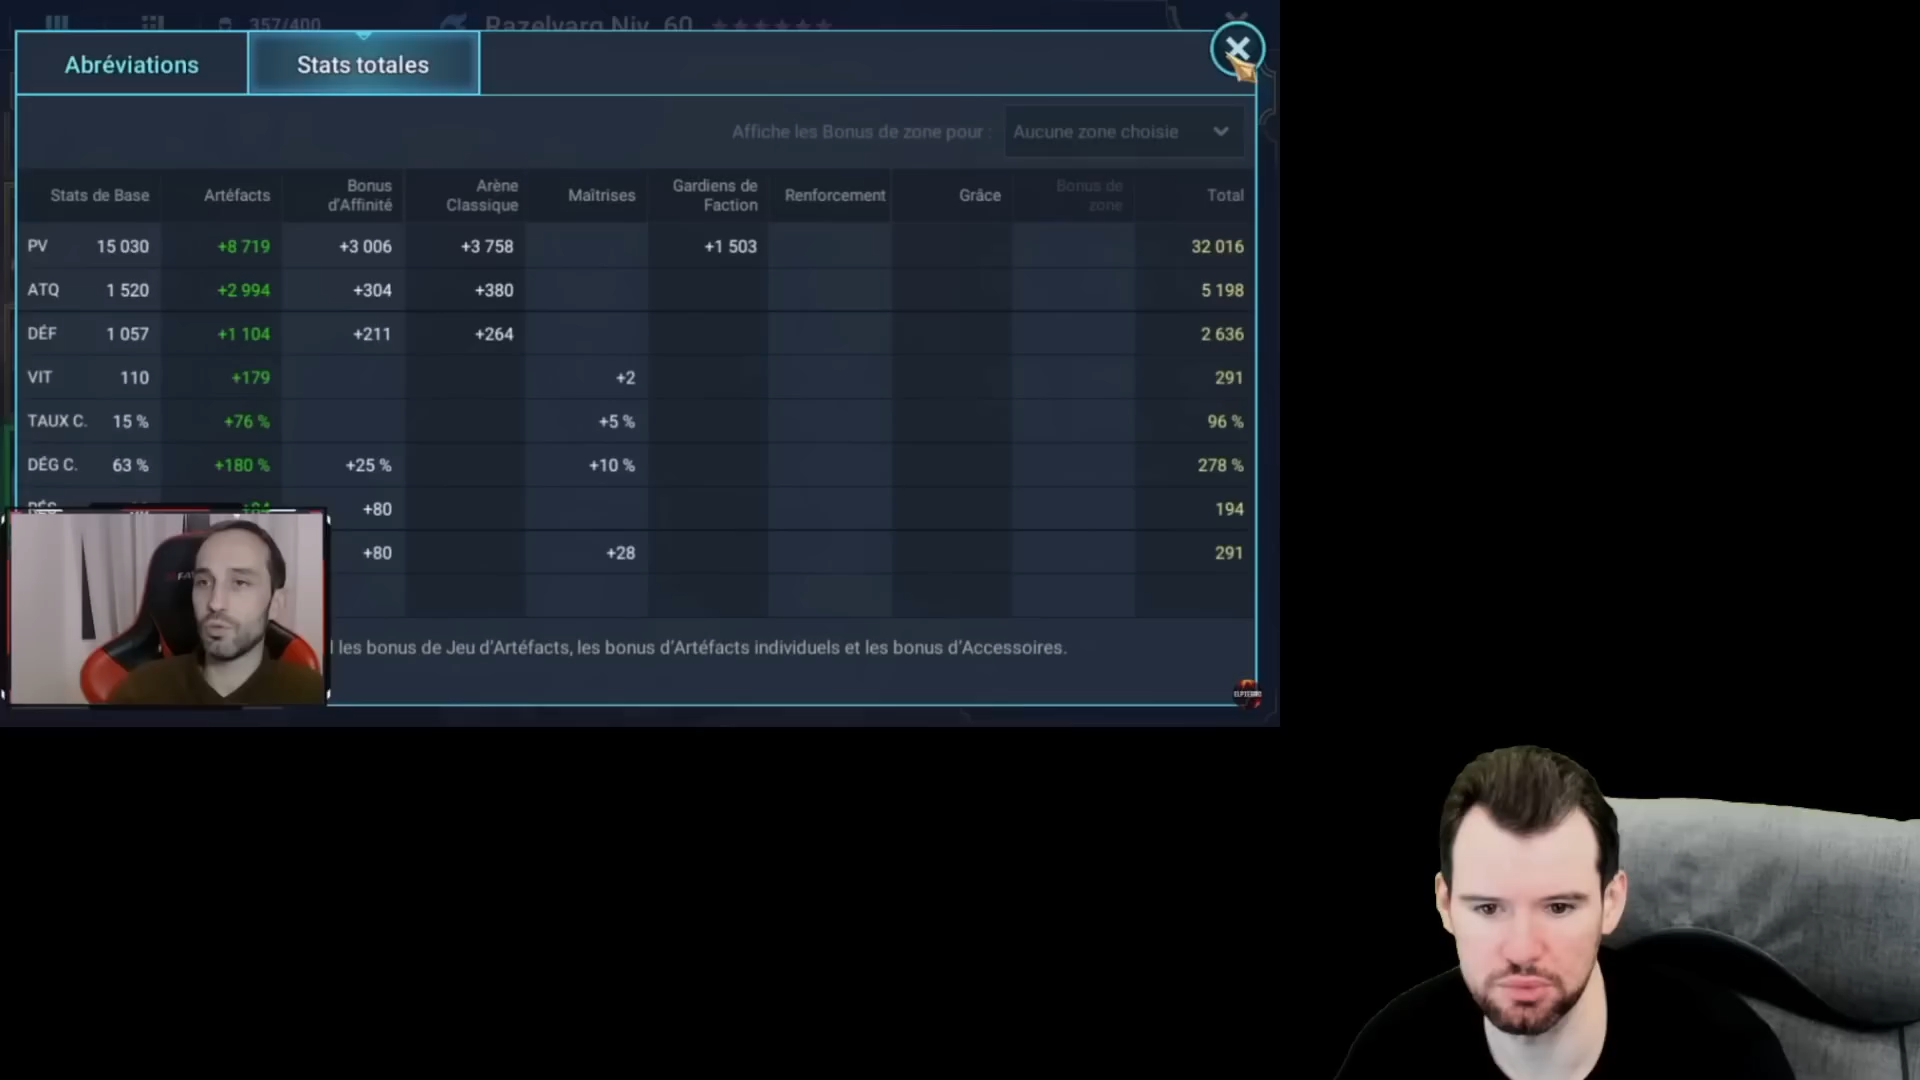 357/400 Razelvarg Niv. 60
Abréviations Stats totales
Affiche les Bonus de zone pour : Aucune zone choisie
Stats de Base Artéfacts Bonus d'Affinité Arène Classique Maîtrises Gardiens de Faction Renforcement Grâce Bonus de zone Total
PV 15 030 +8 719 +3 006 +3 758 +1 503 32 016
ATQ 1 520 +2 994 +304 +380 5 198
DÉF 1 057 +1 104 +211 +264 2 636
VIT 110 +179 +2 291
TAUX C. 15 % +76 % +5 % 96 %
DÉG C. 63 % +180 % +25 % +10 % 278 %
+80 194
+80 +28 291
les bonus de Jeu d'Artéfacts, les bonus d'Artéfacts individuels et les bonus d'Accessoires.